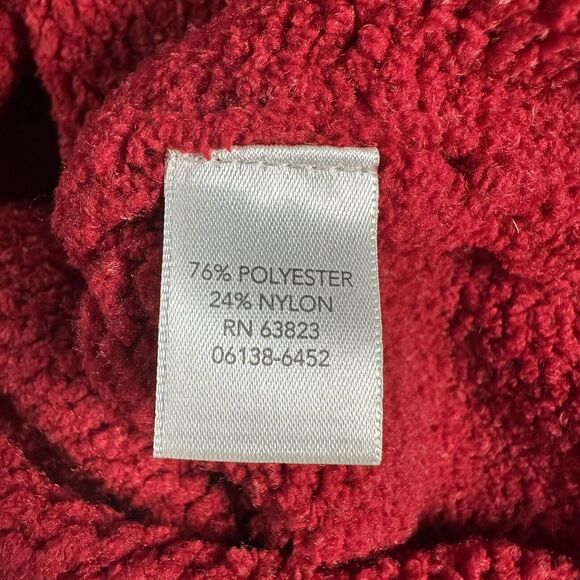 76% POLYESTER
24% NYLON
RN 63823
06138-6452